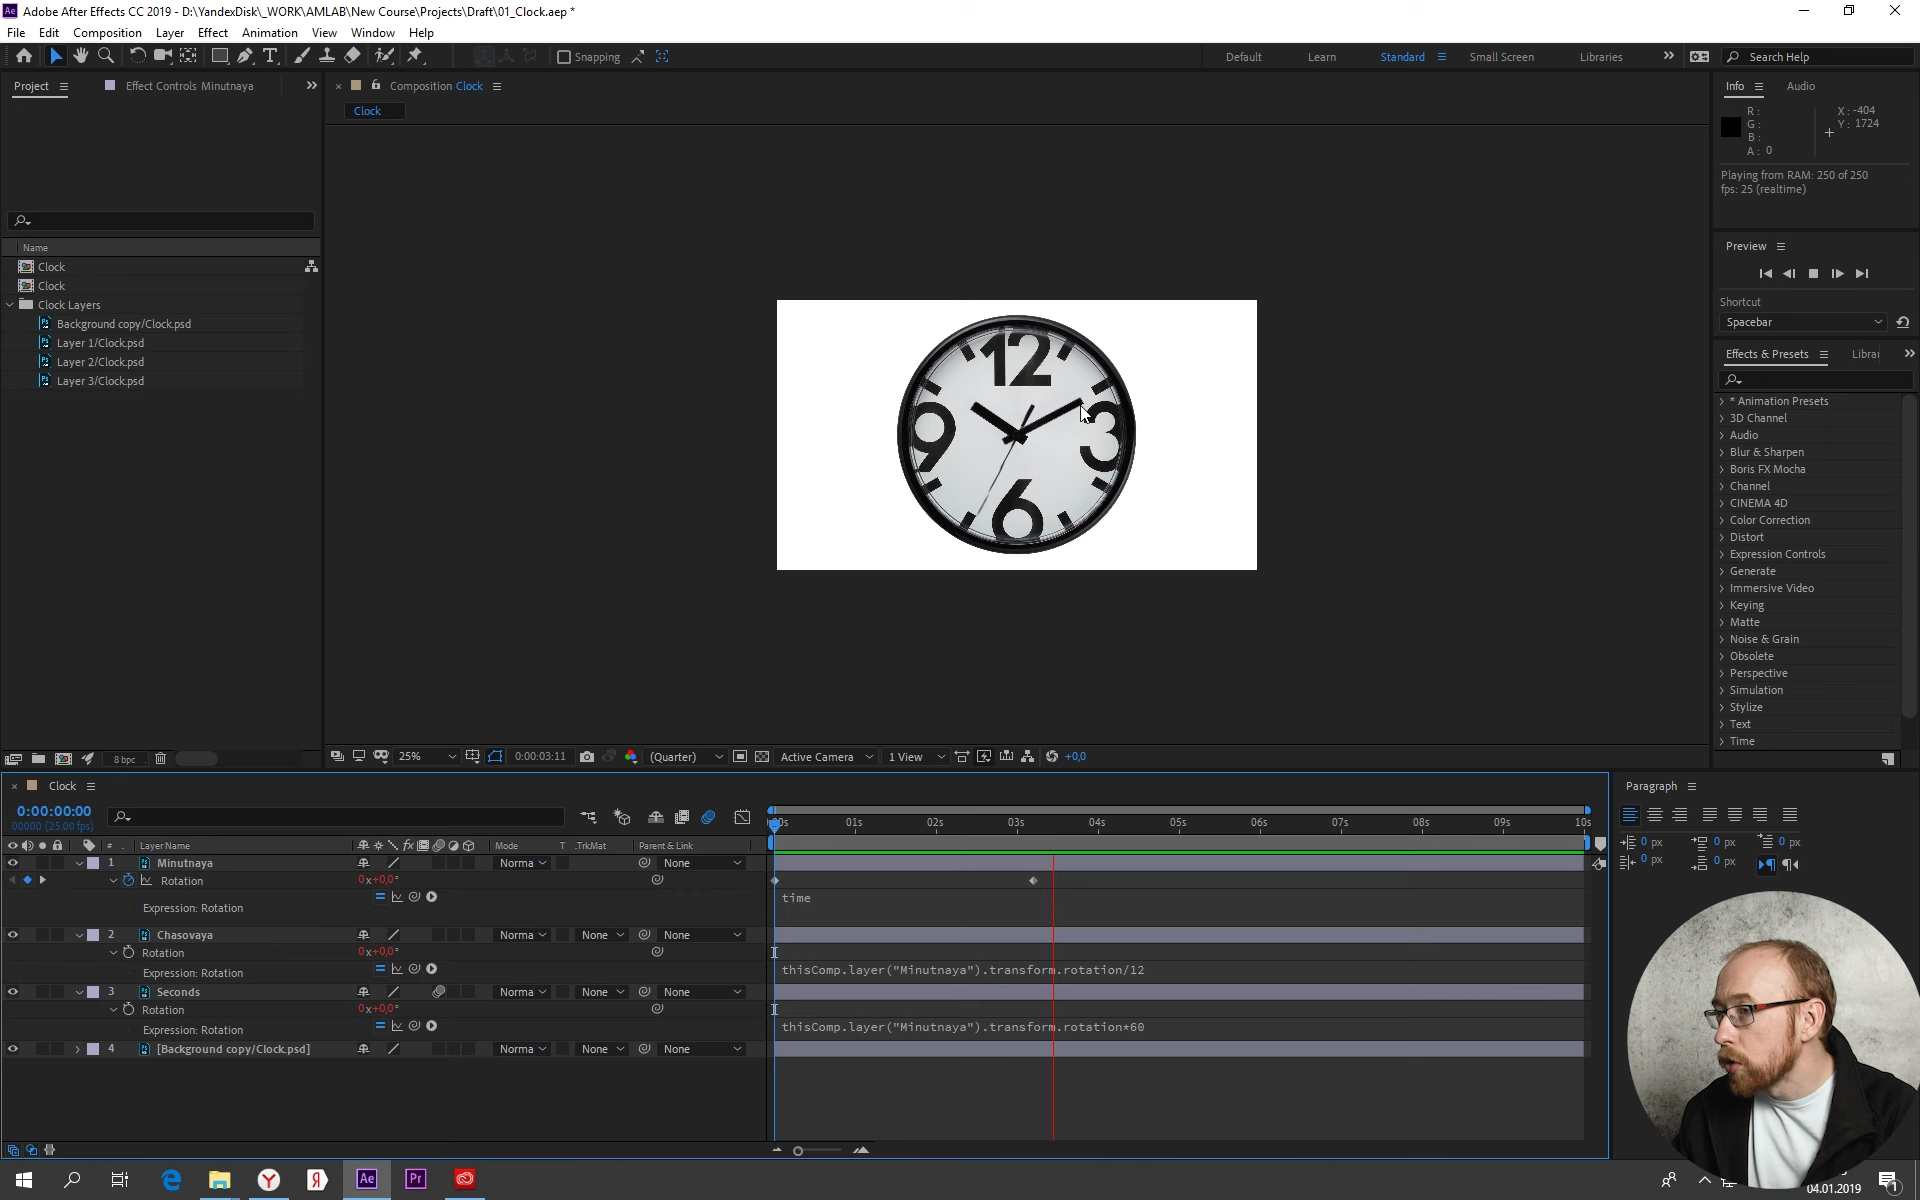 Adobe After Effects CC 2019 - D:\YandexDisk\_WORK\AMLAB\New Course\Projects\Draft\01_Clock.aep *
File Edit Composition Layer Effect Animation View Window Help
Snapping Default Learn Standard Small Screen Libraries Search Help
Project Effect Controls Minutnaya
Composition Clock
Clock
Info Audio
R:
G:
B:
A: 0
X: -404
Y: 1724
Playing from RAM: 250 of 250
fps: 25 (realtime)
Preview
Shortcut
Spacebar
Effects & Presets Librar
* Animation Presets
3D Channel
Audio
Blur & Sharpen
Boris FX Mocha
Channel
CINEMA 4D
Color Correction
Distort
Expression Controls
Generate
Immersive Video
Keying
Matte
Noise & Grain
Obsolete
Perspective
Simulation
Stylize
Text
Time
Name
Clock
Clock
Clock Layers
Background copy/Clock.psd
Layer 1/Clock.psd
Layer 2/Clock.psd
Layer 3/Clock.psd
12
9 3
6
8 bpc
25% 0:00:03:11 (Quarter) Active Camera 1 View +0,0
Clock
0:00:00:00
00000 (25.00 fps)
01s 02s 03s 04s 05s 06s 07s 08s 09s 10s
# Layer Name fx Mode T .TrkMat Parent & Link
1 Minutnaya Norma None
Rotation 0x+0,0°
time
Expression: Rotation
2 Chasovaya Norma None None
Rotation 0x+0,0°
Expression: Rotation thisComp.layer("Minutnaya").transform.rotation/12
3 Seconds Norma None None
Rotation 0x+0,0°
Expression: Rotation thisComp.layer("Minutnaya").transform.rotation*60
4 [Background copy/Clock.psd] Norma None None
Paragraph
0 px 0 px 0 px
0 px 0 px
Ae Pr
04.01.2019
1